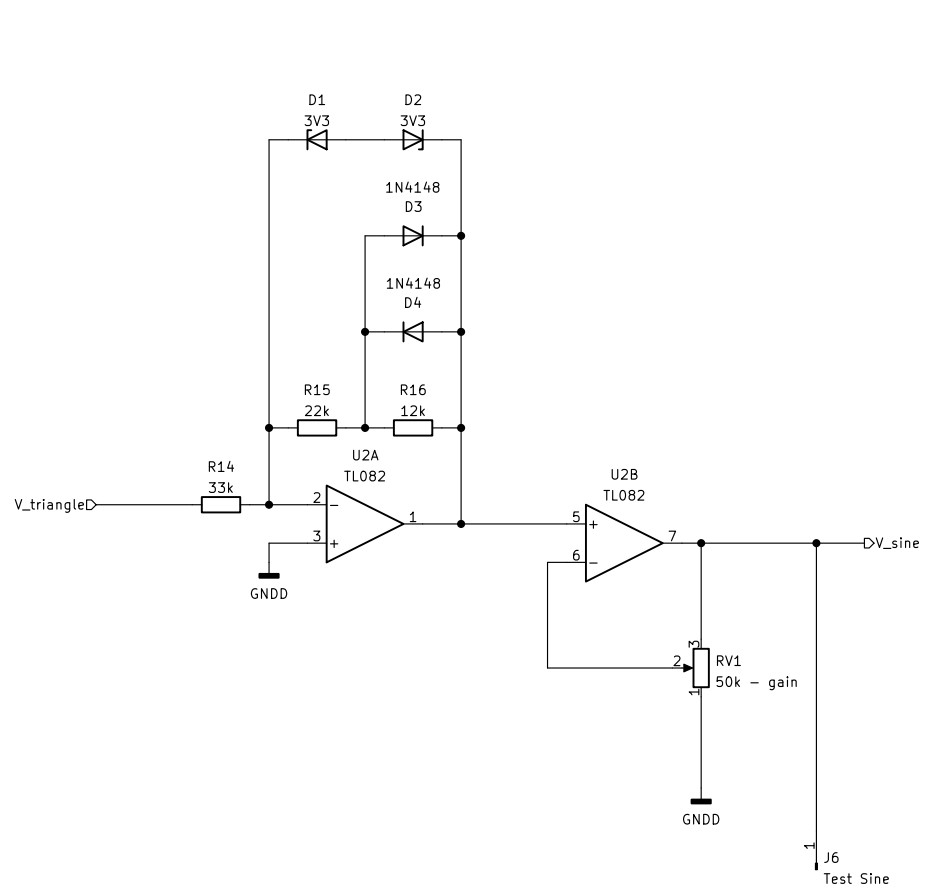 D1
3V3
D2
3V3
1N4148
D3
1N4148
D4
R15
22k
R16
12k
R14
33k
V_triangle
U2A
TL082
2
−
3
+
1
GNDD
U2B
TL082
5
+
6
−
7
V_sine
3
2
1
RV1
50k − gain
GNDD
1
J6
Test Sine